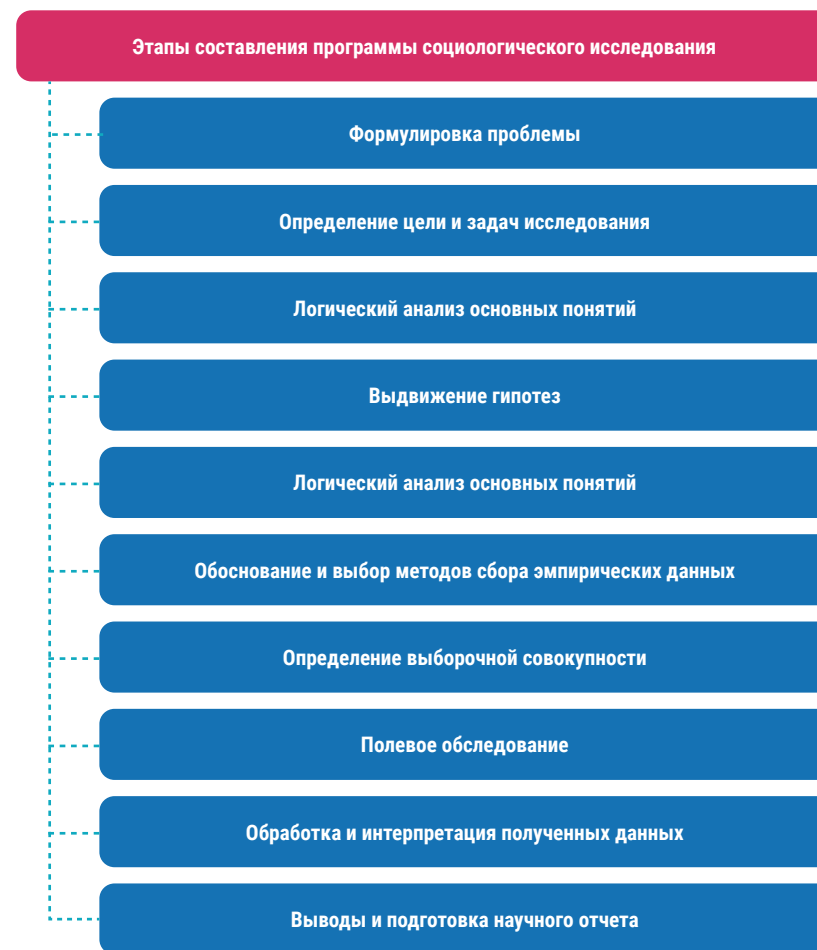 Этапы составления программы социологического исследования
Формулировка проблемы
Определение цели и задач исследования
Логический анализ основных понятий
Выдвижение гипотез
Логический анализ основных понятий
Обоснование и выбор методов сбора эмпирических данных
Определение выборочной совокупности
Полевое обследование
Обработка и интерпретация полученных данных
Выводы и подготовка научного отчета